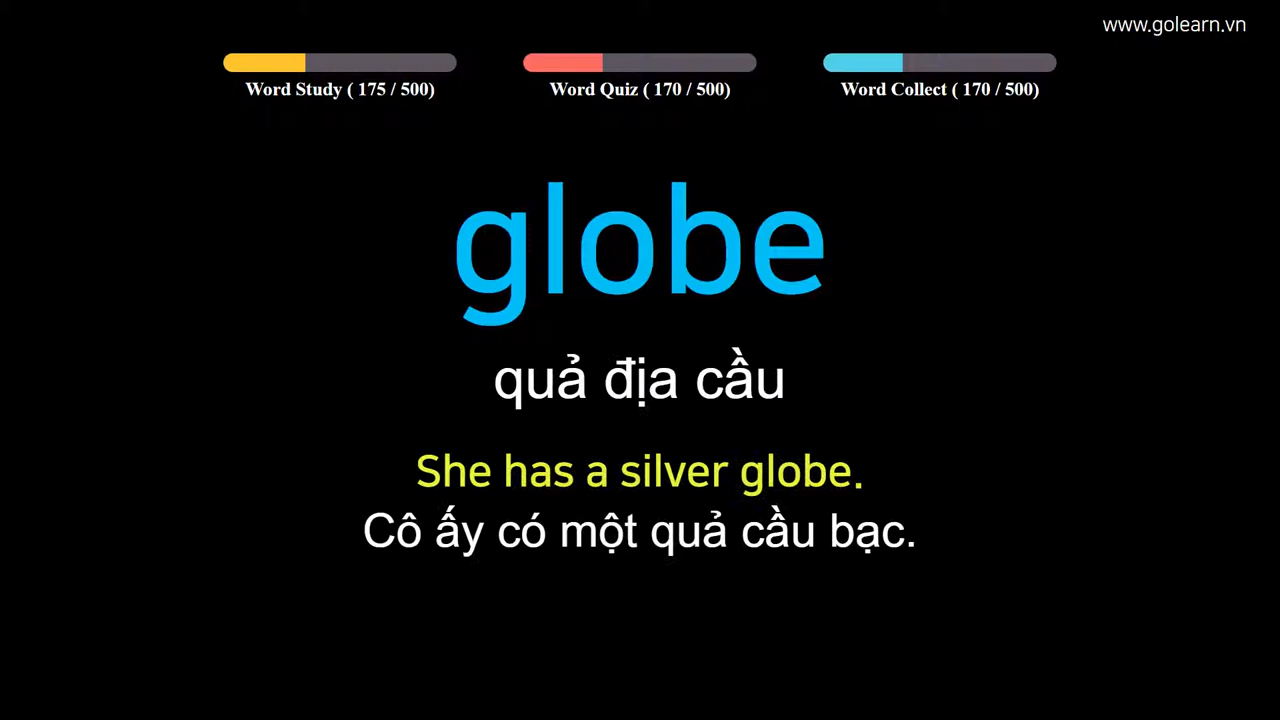 www.golearn.vn
Word Study ( 175 / 500)
Word Quiz ( 170 / 500)
Word Collect ( 170 / 500)
globe
quả địa cầu
She has a silver globe.
Cô ấy có một quả cầu bạc.